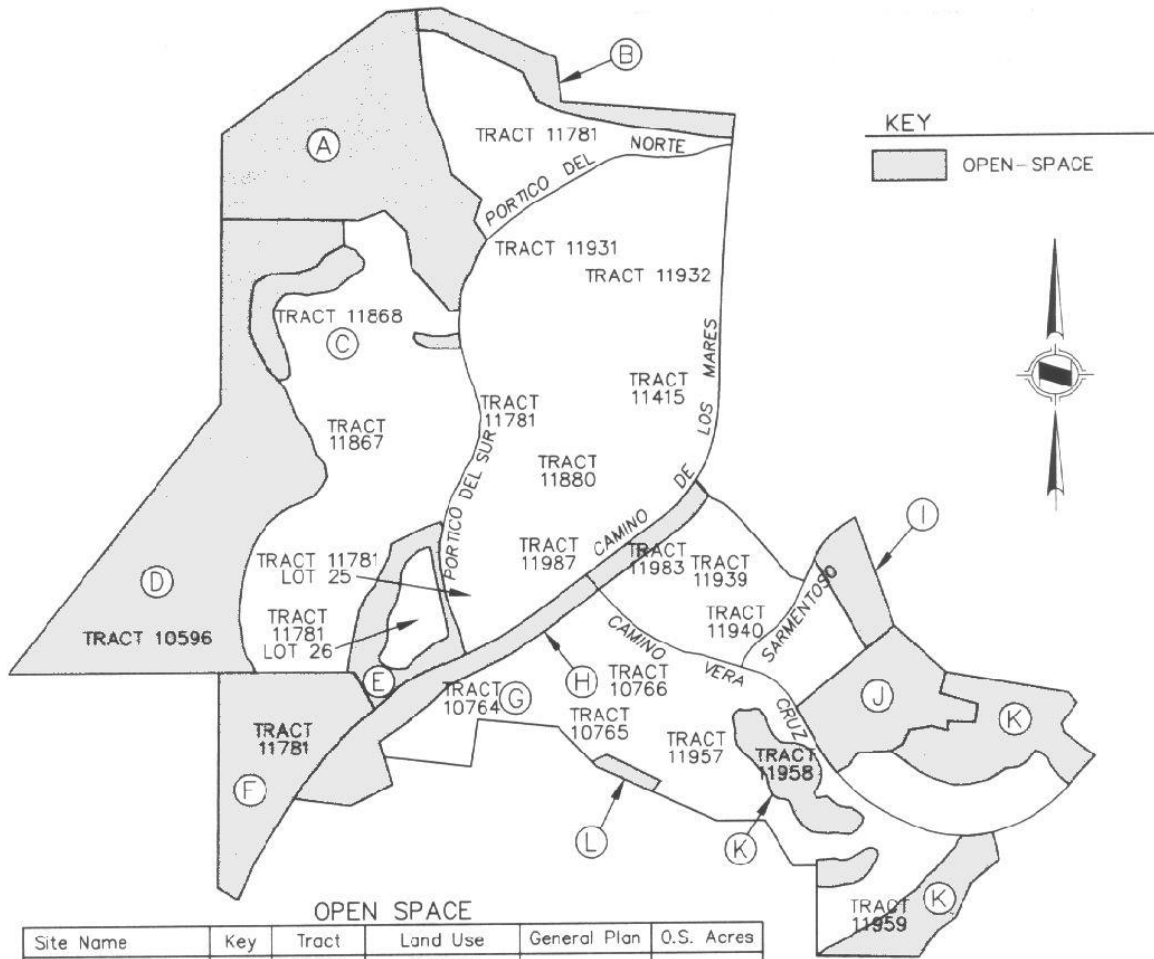 B
KEY
OPEN-SPACE
A
TRACT 11781
PORTICO DEL NORTE
TRACT 11931
TRACT 11932
TRACT 11868
C
CAMINO DE LOS MARES
TRACT
11415
TRACT
11781
TRACT
11867
PORTICO DEL SUR
TRACT
11880
I
TRACT
11987
TRACT
11983
TRACT
11939
TRACT 11781
LOT 25
D
TRACT 10596
TRACT
11781
LOT 26
TRACT
11940
SARMENTOSO
CAMINO VERA CRUZ
E
H
TRACT
10766
TRACT
10764
G
J
K
TRACT
10765
TRACT
11781
TRACT
11957
TRACT
11958
F
L
K
TRACT
11959
K
OPEN SPACE
Site Name Key Tract Land Use General Plan O.S. Acres